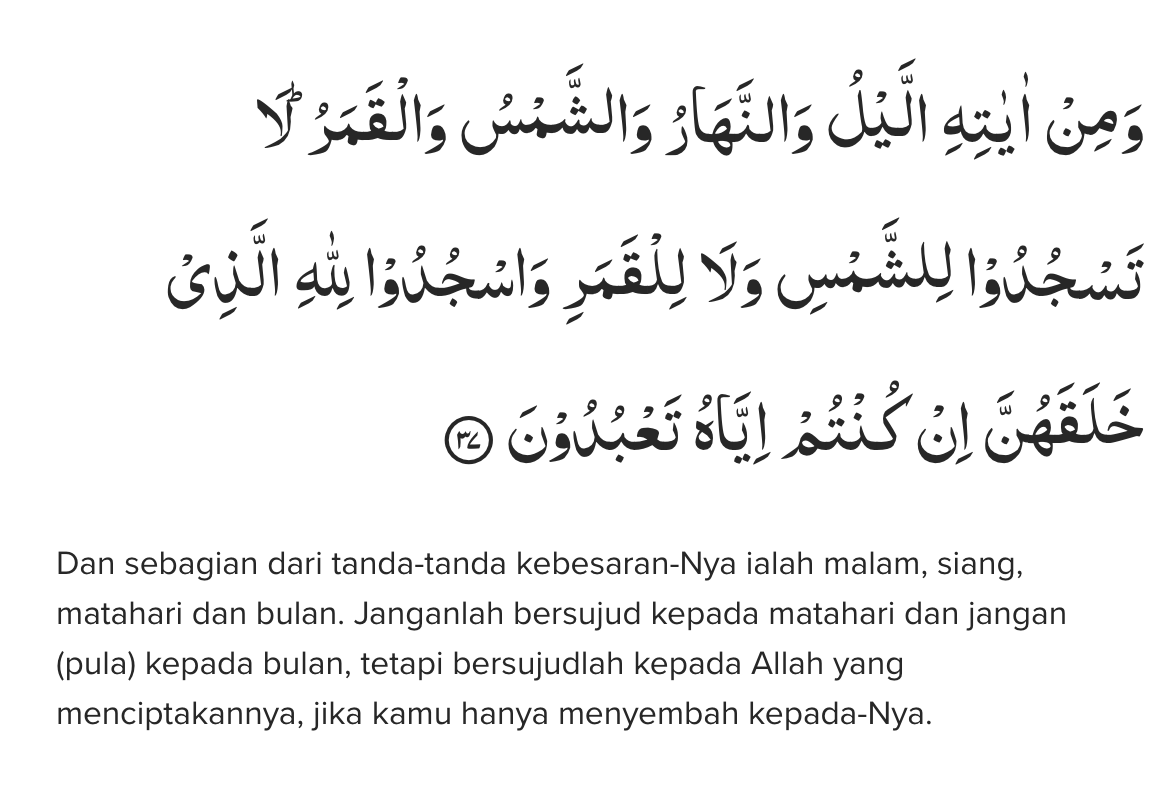 وَمِنْ اٰيٰتِهِ الَّيْلُ وَالنَّهَارُ وَالشَّمْسُ وَالْقَمَرُ ۗلَا
تَسْجُدُوْا لِلشَّمْسِ وَلَا لِلْقَمَرِ وَاسْجُدُوْا لِلّٰهِ الَّذِيْ
خَلَقَهُنَّ اِنْ كُنْتُمْ اِيَّاهُ تَعْبُدُوْنَ ٣٧
Dan sebagian dari tanda-tanda kebesaran-Nya ialah malam, siang,
matahari dan bulan. Janganlah bersujud kepada matahari dan jangan
(pula) kepada bulan, tetapi bersujudlah kepada Allah yang
menciptakannya, jika kamu hanya menyembah kepada-Nya.